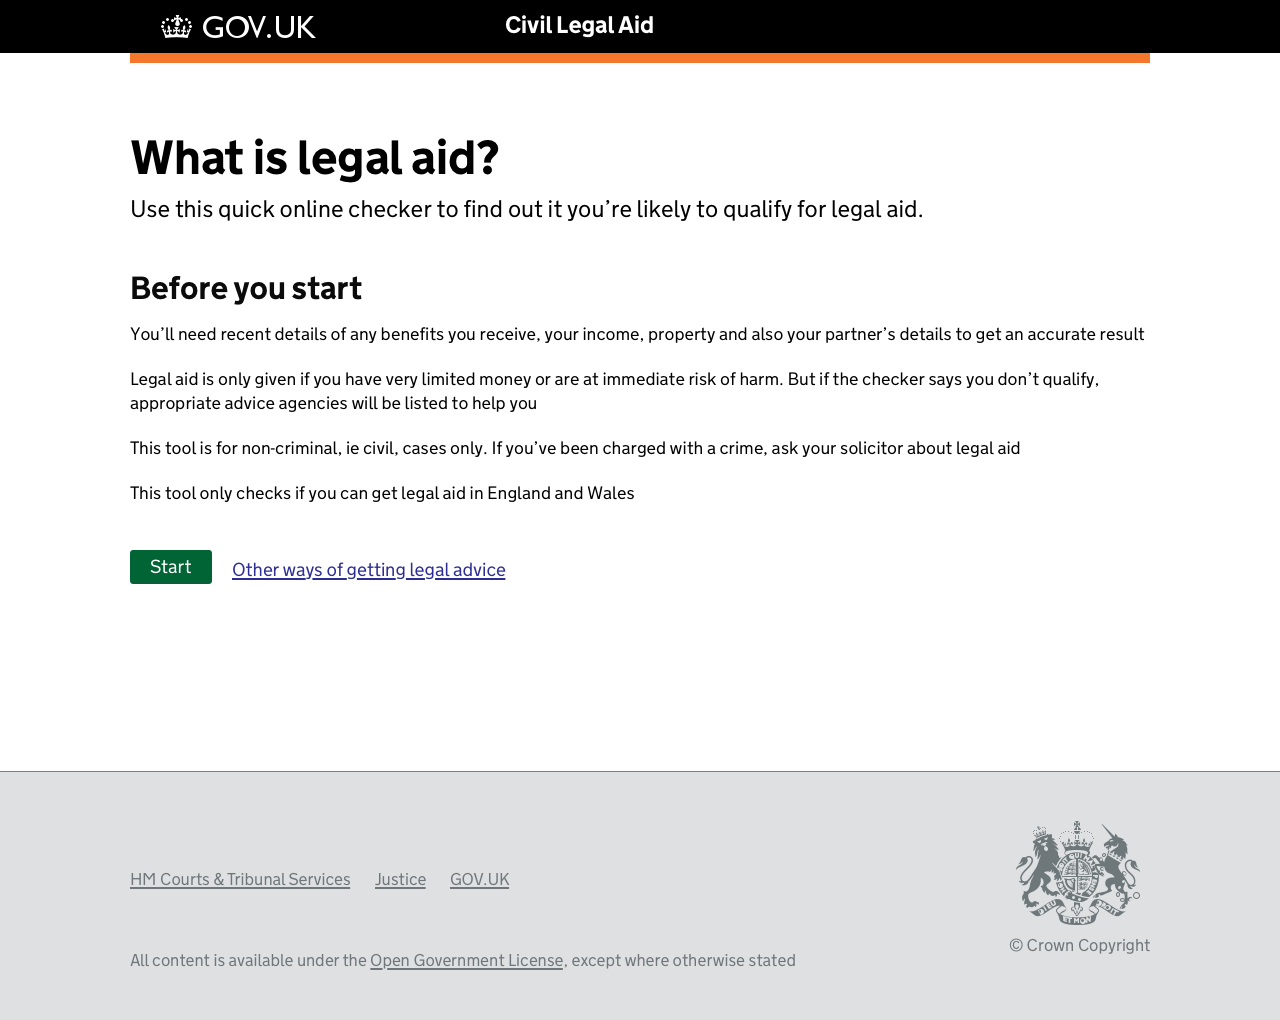 GOV.UK
Civil Legal Aid
What is legal aid?
Use this quick online checker to find out it you’re likely to qualify for legal aid.
Before you start
You’ll need recent details of any benefits you receive, your income, property and also your partner’s details to get an accurate result
Legal aid is only given if you have very limited money or are at immediate risk of harm. But if the checker says you don’t qualify,
appropriate advice agencies will be listed to help you
This tool is for non-criminal, ie civil, cases only. If you’ve been charged with a crime, ask your solicitor about legal aid
This tool only checks if you can get legal aid in England and Wales
Start
Other ways of getting legal advice
HM Courts & Tribunal Services Justice GOV.UK
© Crown Copyright
All content is available under the Open Government License, except where otherwise stated